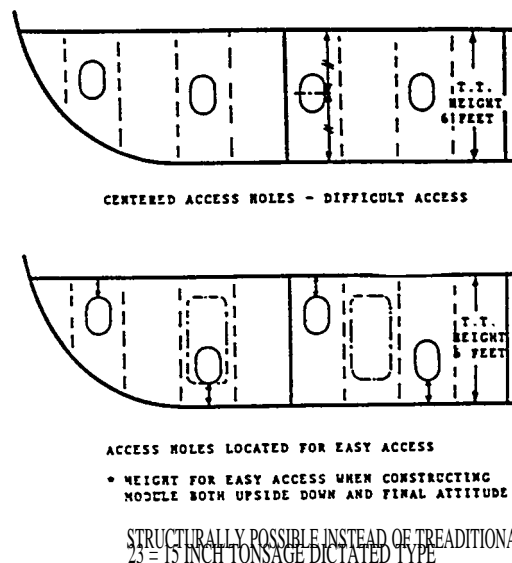 T.T.
HEIGHT
6 FEET
CENTERED ACCESS HOLES - DIFFICULT ACCESS
T.T.
HEIGHT
FEET
ACCESS HOLES LOCATED FOR EASY ACCESS
* HEIGHT FOR EASY ACCESS WHEN CONSTRUCTING
MODULE BOTH UPSIDE DOWN AND FINAL ATTITUDE
STRUCTURALLY POSSIBLE INSTEAD OF TREADITIONA
23 = 15 INCH TONSAGE DICTATED TYPE